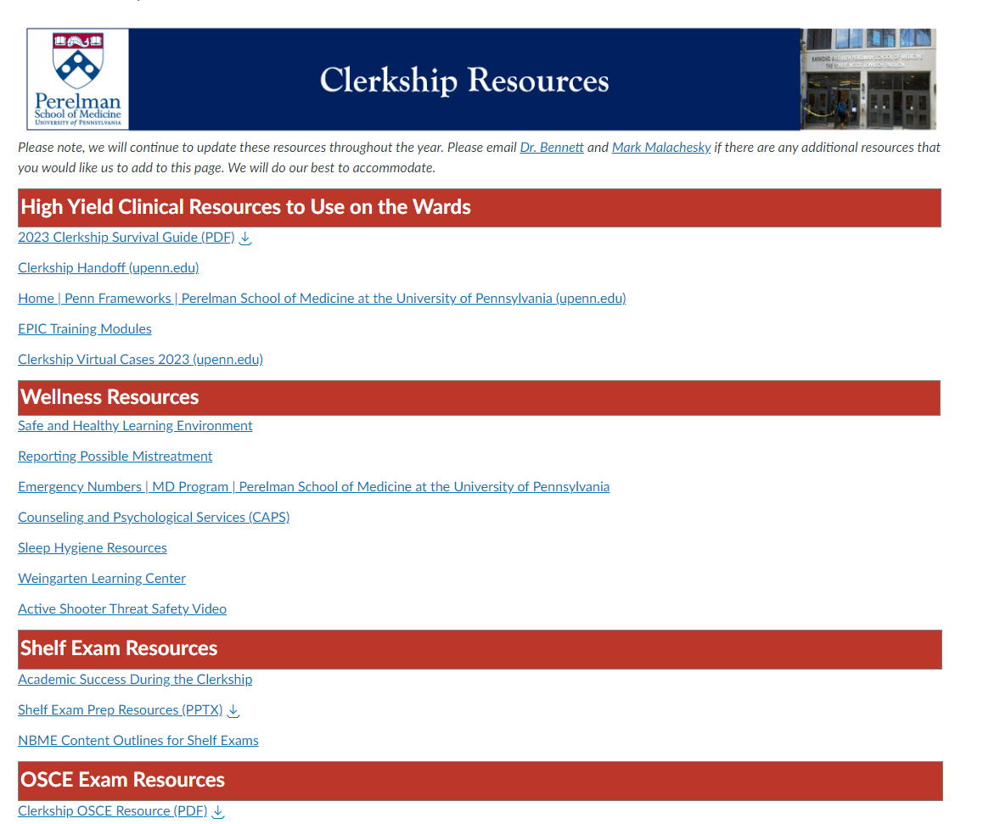 Perelman
School of Medicine
University of Pennsylvania
Clerkship Resources
RAYMOND AND RUTH PERELMAN SCHOOL OF MEDICINE
Please note, we will continue to update these resources throughout the year. Please email Dr. Bennett and Mark Malachesky if there are any additional resources that
you would like us to add to this page. We will do our best to accommodate.
High Yield Clinical Resources to Use on the Wards
2023 Clerkship Survival Guide (PDF)
Clerkship Handoff (upenn.edu)
Home | Penn Frameworks | Perelman School of Medicine at the University of Pennsylvania (upenn.edu)
EPIC Training Modules
Clerkship Virtual Cases 2023 (upenn.edu)
Wellness Resources
Safe and Healthy Learning Environment
Reporting Possible Mistreatment
Emergency Numbers | MD Program | Perelman School of Medicine at the University of Pennsylvania
Counseling and Psychological Services (CAPS)
Sleep Hygiene Resources
Weingarten Learning Center
Active Shooter Threat Safety Video
Shelf Exam Resources
Academic Success During the Clerkship
Shelf Exam Prep Resources (PPTX)
NBME Content Outlines for Shelf Exams
OSCE Exam Resources
Clerkship OSCE Resource (PDF)